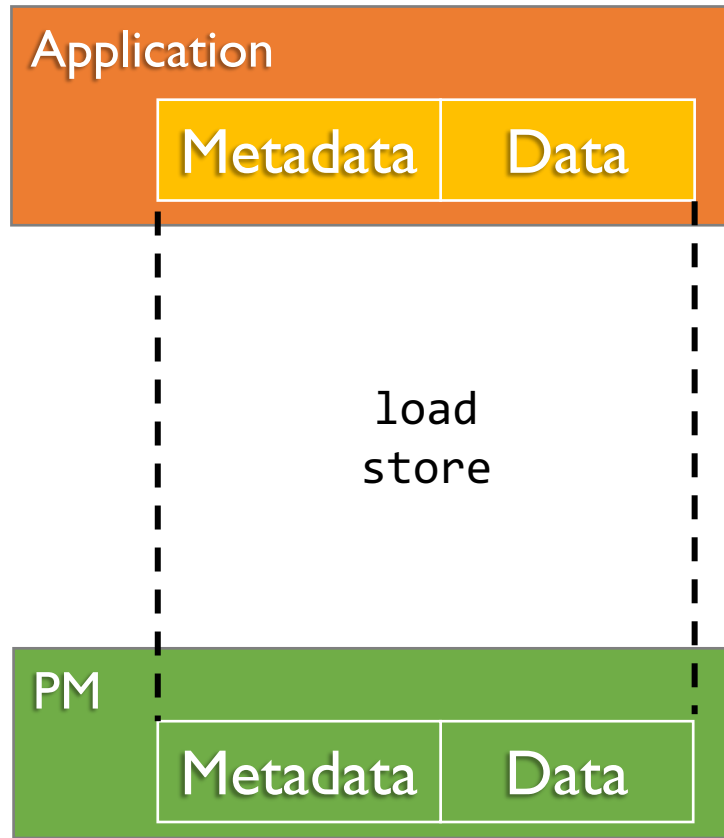 Application
Metadata Data
load
store
PM
Metadata Data